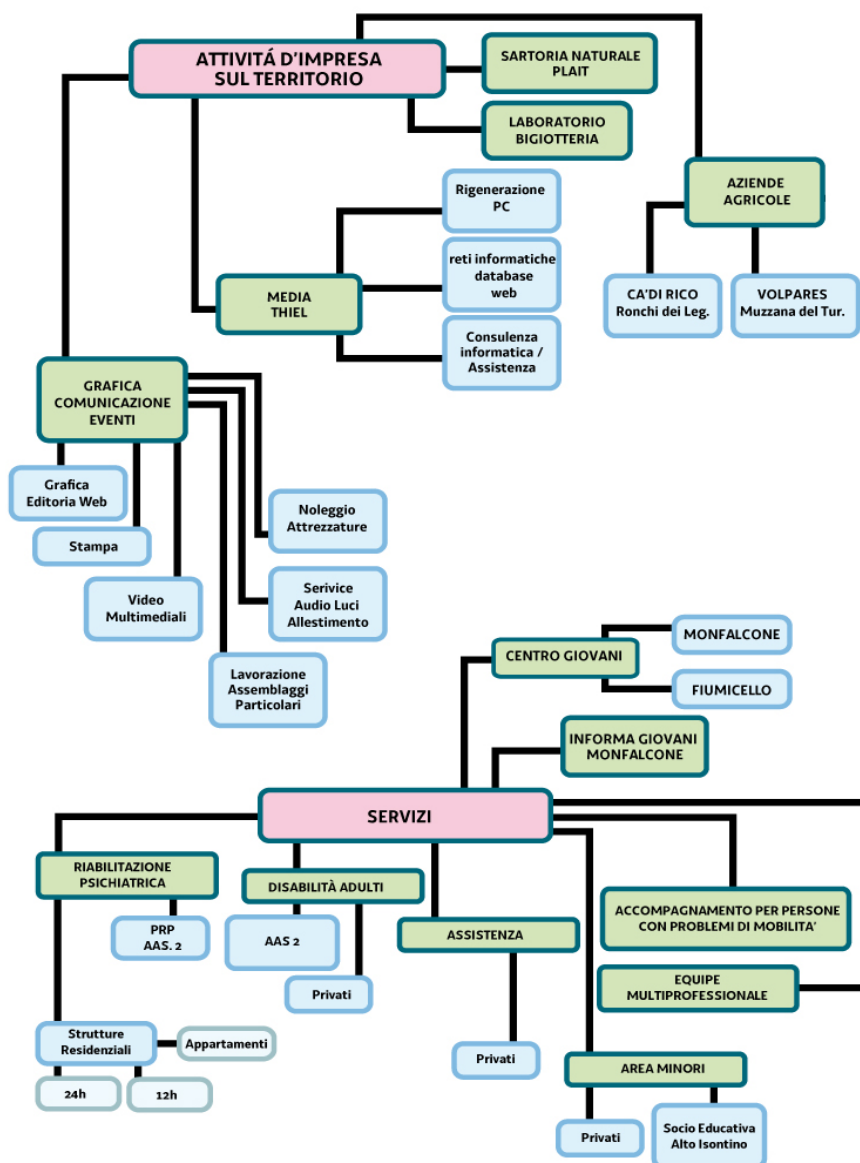 ATTIVITÁ D'IMPRESA
SUL TERRITORIO
SARTORIA NATURALE
PLAIT
LABORATORIO
BIGIOTTERIA
AZIENDE
AGRICOLE
CA'DI RICO
Ronchi dei Leg.
VOLPARES
Muzzana del Tur.
Rigenerazione
PC
reti informatiche
database
web
MEDIA
THIEL
Consulenza
informatica /
Assistenza
GRAFICA
COMUNICAZIONE
EVENTI
Grafica
Editoria Web
Stampa
Video
Multimediali
Noleggio
Attrezzature
Serivice
Audio Luci
Allestimento
Lavorazione
Assemblaggi
Particolari
CENTRO GIOVANI
MONFALCONE
FIUMICELLO
INFORMA GIOVANI
MONFALCONE
SERVIZI
RIABILITAZIONE
PSICHIATRICA
PRP
AAS. 2
Strutture
Residenziali
Appartamenti
24h
12h
DISABILITÀ ADULTI
AAS 2
Privati
ASSISTENZA
Privati
ACCOMPAGNAMENTO PER PERSONE
CON PROBLEMI DI MOBILITA'
EQUIPE
MULTIPROFESSIONALE
AREA MINORI
Privati
Socio Educativa
Alto Isontino